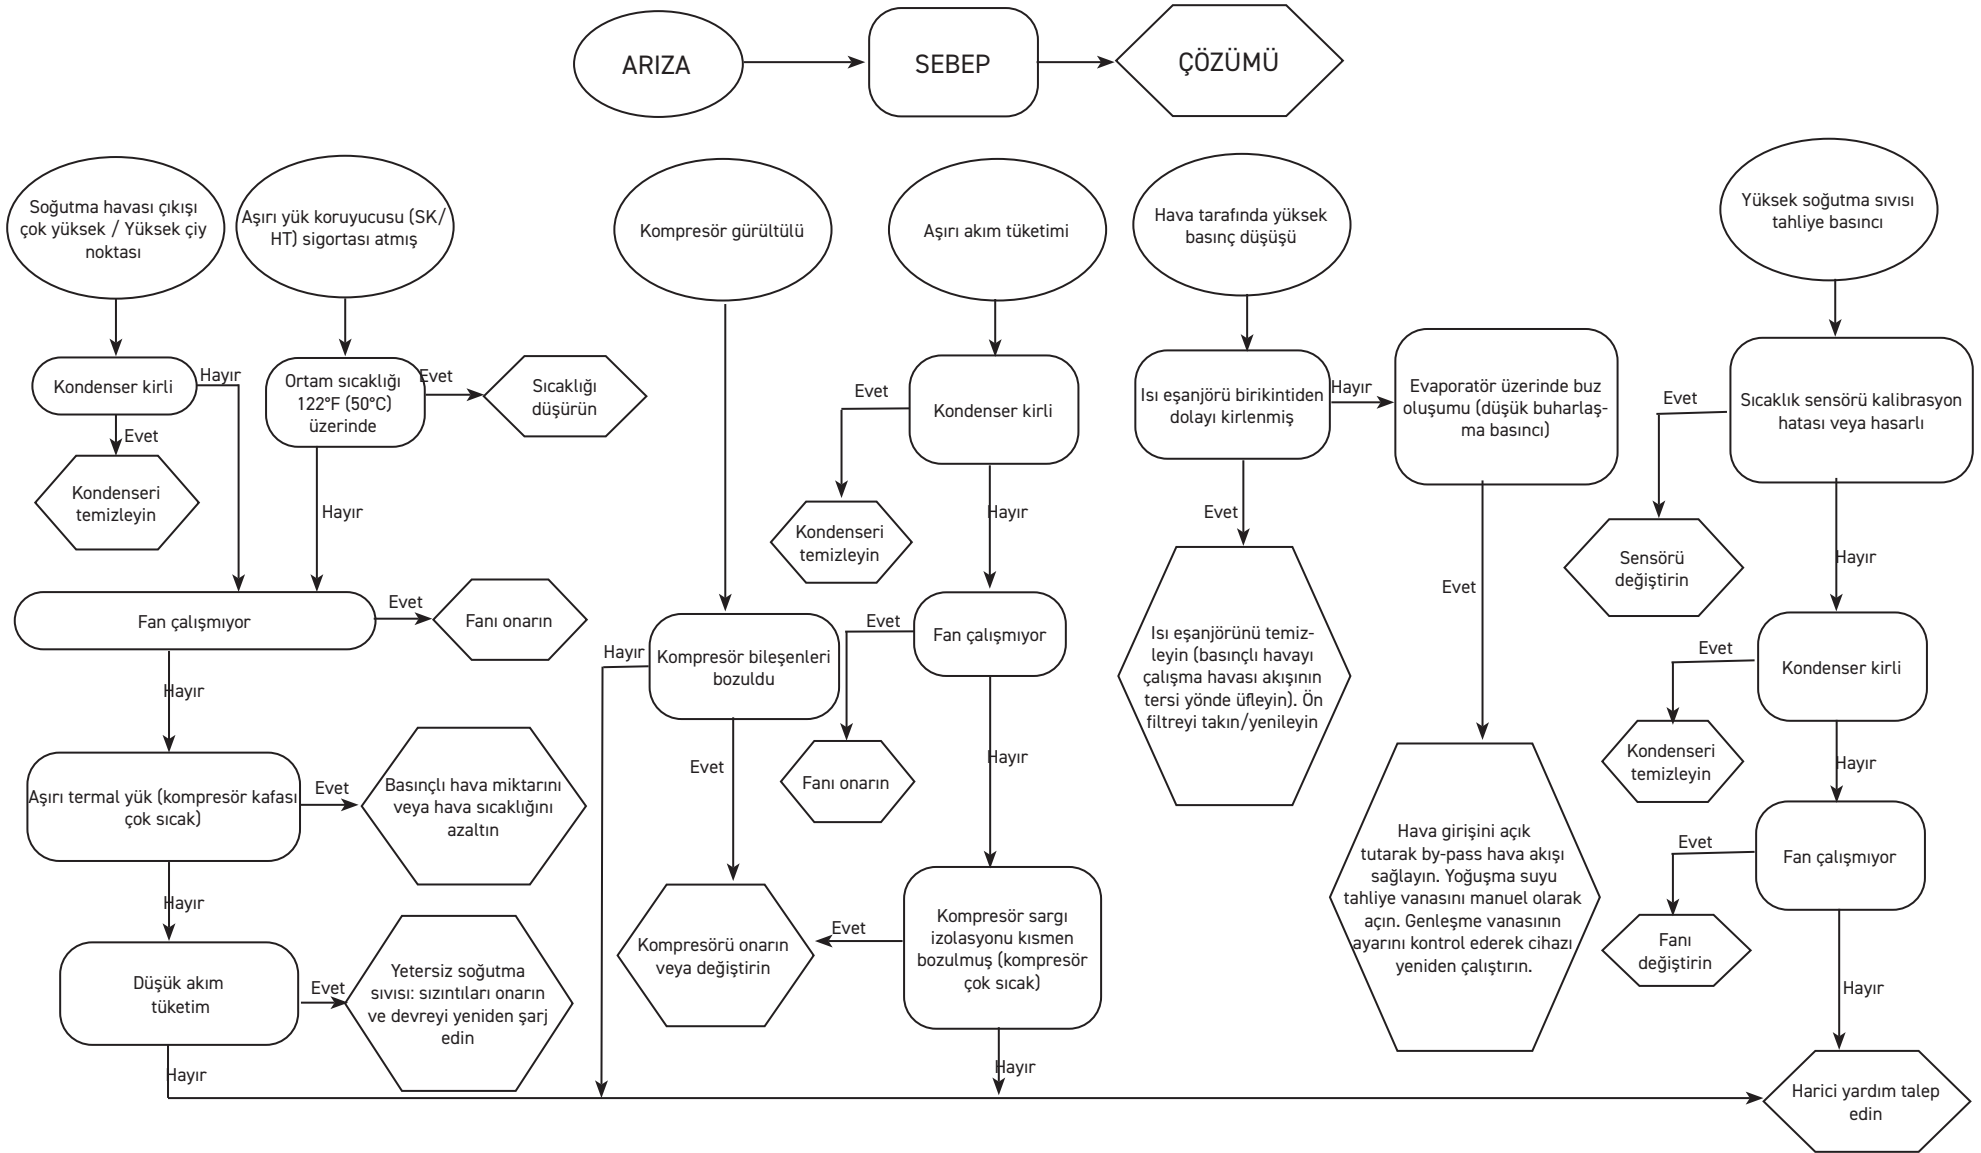 ARIZA
SEBEP
ÇÖZÜMÜ
Soğutma havası çıkışı
çok yüksek / Yüksek çiy
noktası
Kondenser kirli
Hayır
Evet
Kondenseri
temizleyin
Aşırı yük koruyucusu (SK/
HT) sigortası atmış
Ortam sıcaklığı
122°F (50°C)
üzerinde
Evet
Sıcaklığı
düşürün
Hayır
Fan çalışmıyor
Evet
Fanı onarın
Hayır
Aşırı termal yük (kompresör kafası
çok sıcak)
Evet
Basınçlı hava miktarını
veya hava sıcaklığını
azaltın
Hayır
Düşük akım
tüketim
Evet
Yetersiz soğutma
sıvısı: sızıntıları onarın
ve devreyi yeniden şarj
edin
Hayır
Kompresör gürültülü
Hayır
Kompresör bileşenleri
bozuldu
Evet
Kompresörü onarın
veya değiştirin
Aşırı akım tüketimi
Evet
Kondenser kirli
Kondenseri
temizleyin
Hayır
Evet
Fan çalışmıyor
Fanı onarın
Hayır
Kompresör sargı
izolasyonu kısmen
bozulmuş (kompresör
çok sıcak)
Evet
Hayır
Hava tarafında yüksek
basınç düşüşü
Isı eşanjörü birikintiden
dolayı kirlenmiş
Hayır
Evet
Isı eşanjörünü temiz-
leyin (basınçlı havayı
çalışma havası akışının
tersi yönde üfleyin). Ön
filtreyi takın/yenileyin
Evaporatör üzerinde buz
oluşumu (düşük buharlaş-
ma basıncı)
Evet
Hava girişini açık
tutarak by-pass hava akışı
sağlayın. Yoğuşma suyu
tahliye vanasını manuel olarak
açın. Genleşme vanasının
ayarını kontrol ederek cihazı
yeniden çalıştırın.
Yüksek soğutma sıvısı
tahliye basıncı
Evet
Sıcaklık sensörü kalibrasyon
hatası veya hasarlı
Sensörü
değiştirin
Hayır
Evet
Kondenser kirli
Kondenseri
temizleyin
Hayır
Evet
Fan çalışmıyor
Fanı
değiştirin
Hayır
Harici yardım talep
edin